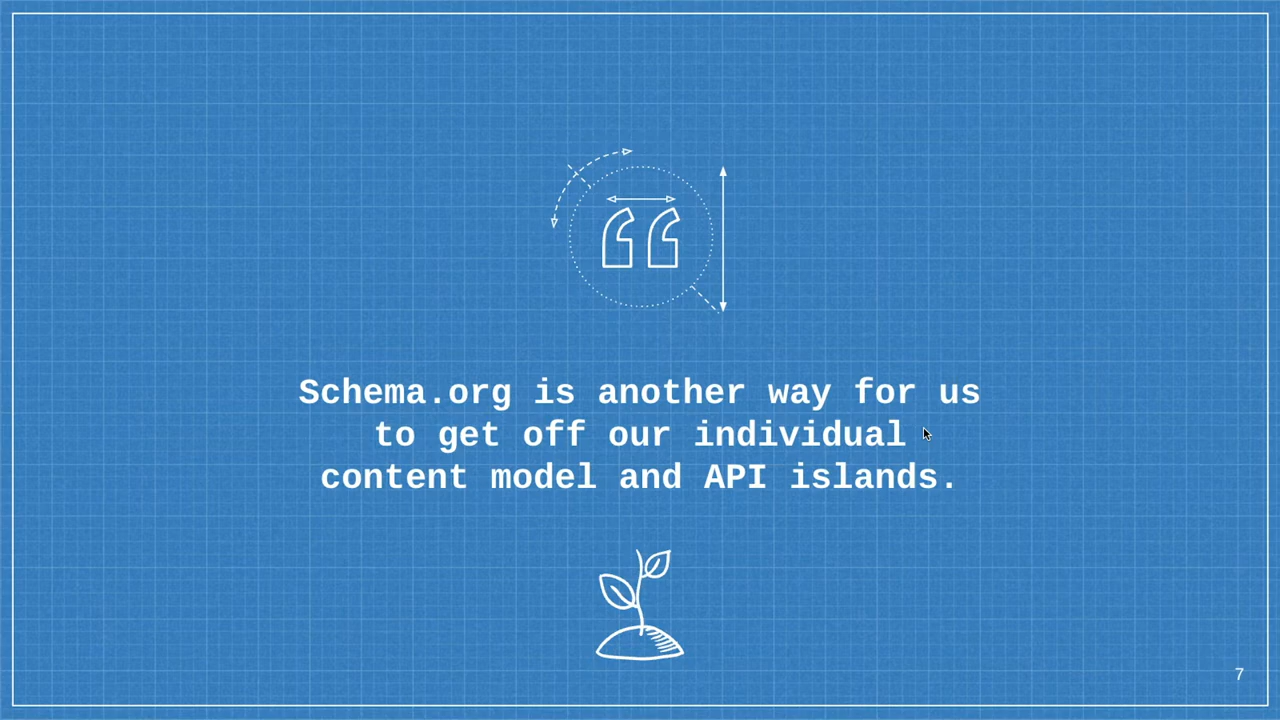 “
Schema.org is another way for us
to get off our individual
content model and API islands.
7